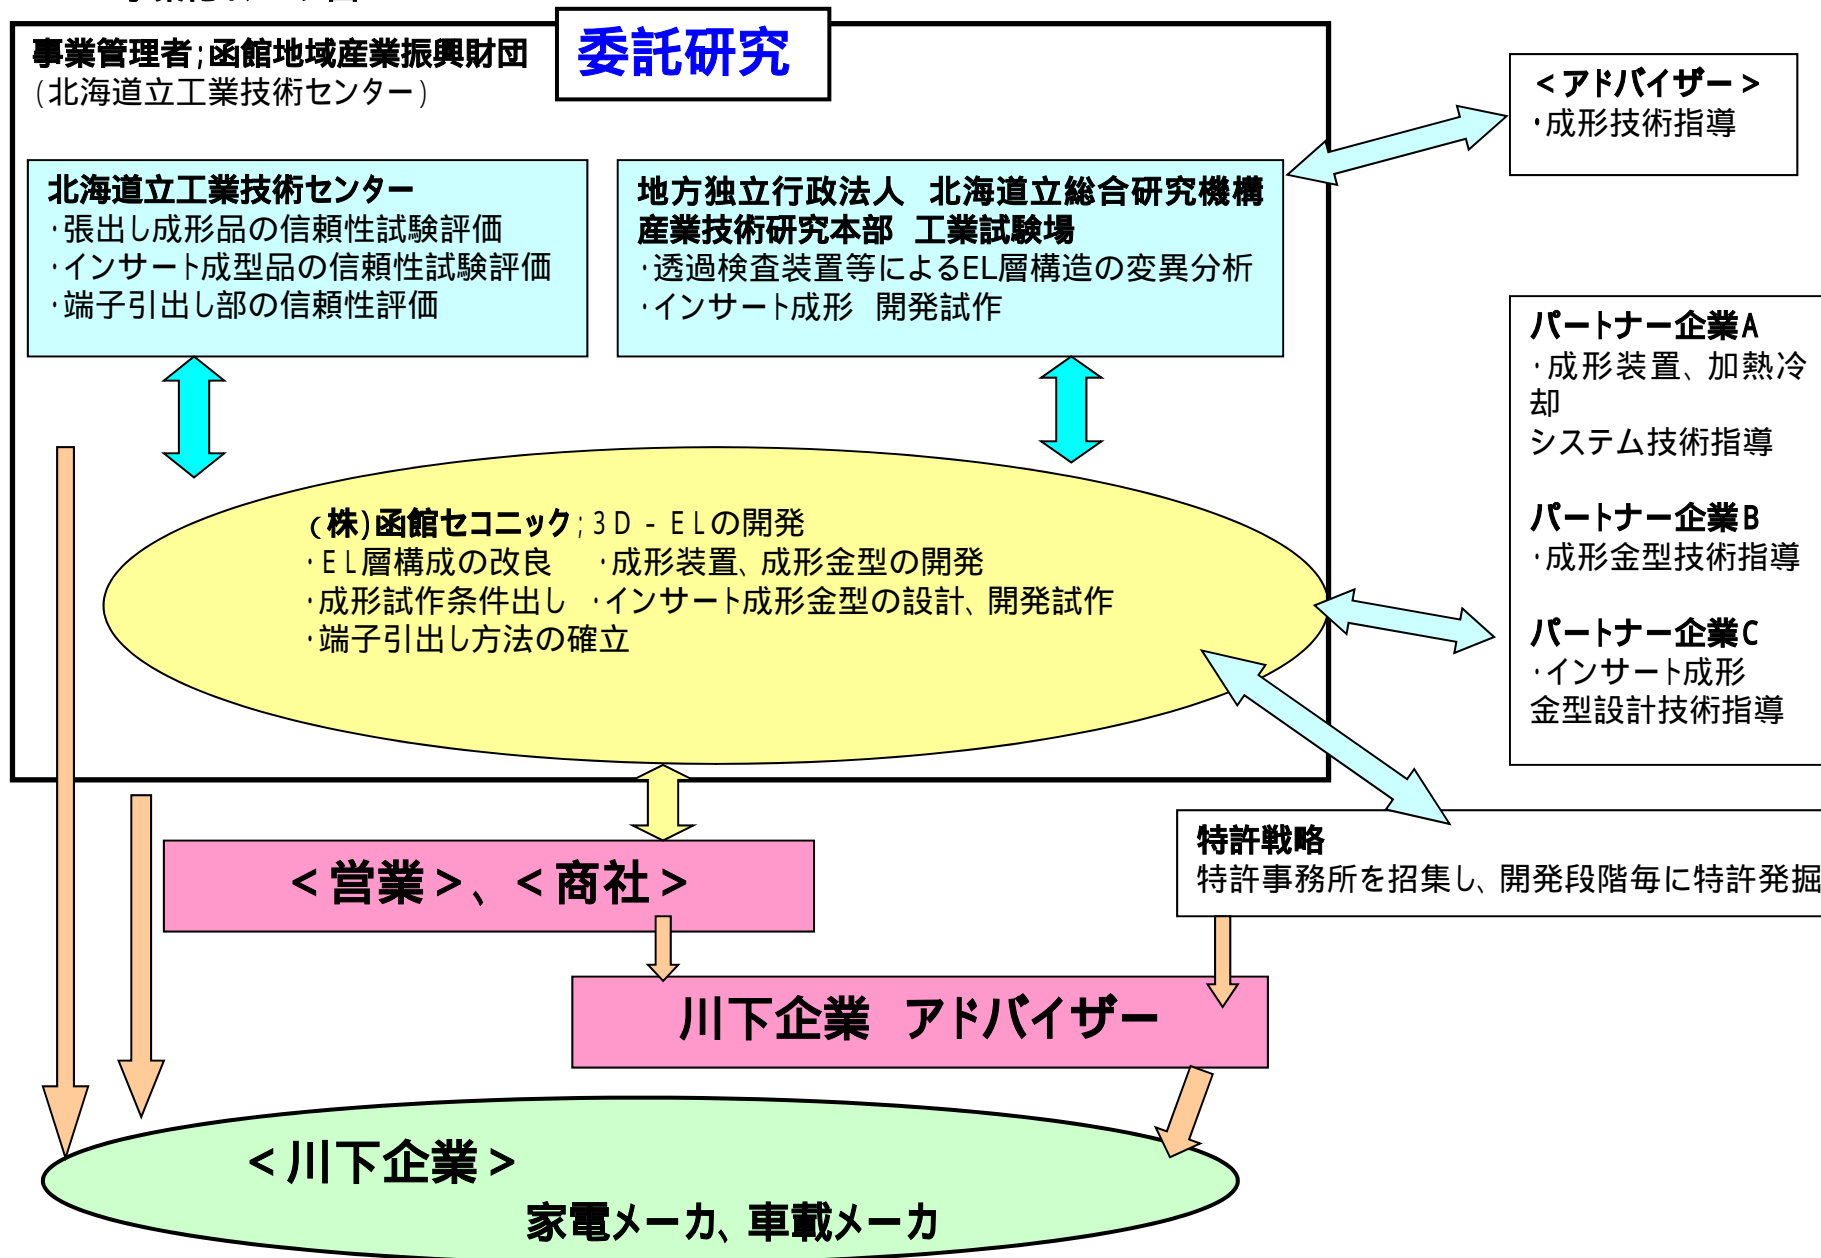 事業管理者;函館地域産業振興財団
(北海道立工業技術センター)
委託研究
<アドバイザー>
・成形技術指導
北海道立工業技術センター
・張出し成形品の信頼性試験評価
・インサート成型品の信頼性試験評価
・端子引出し部の信頼性評価
地方独立行政法人 北海道立総合研究機構
産業技術研究本部 工業試験場
・透過検査装置等によるEL層構造の変異分析
・インサート成形 開発試作
パートナー企業A
・成形装置、加熱冷
却
システム技術指導
パートナー企業B
・成形金型技術指導
パートナー企業C
・インサート成形
金型設計技術指導
(株)函館セコニック;3D-ELの開発
・EL層構成の改良 ・成形装置、成形金型の開発
・成形試作条件出し ・インサート成形金型の設計、開発試作
・端子引出し方法の確立
特許戦略
特許事務所を招集し、開発段階毎に特許発掘
<営業>、<商社>
川下企業 アドバイザー
<川下企業>
家電メーカ、車載メーカ